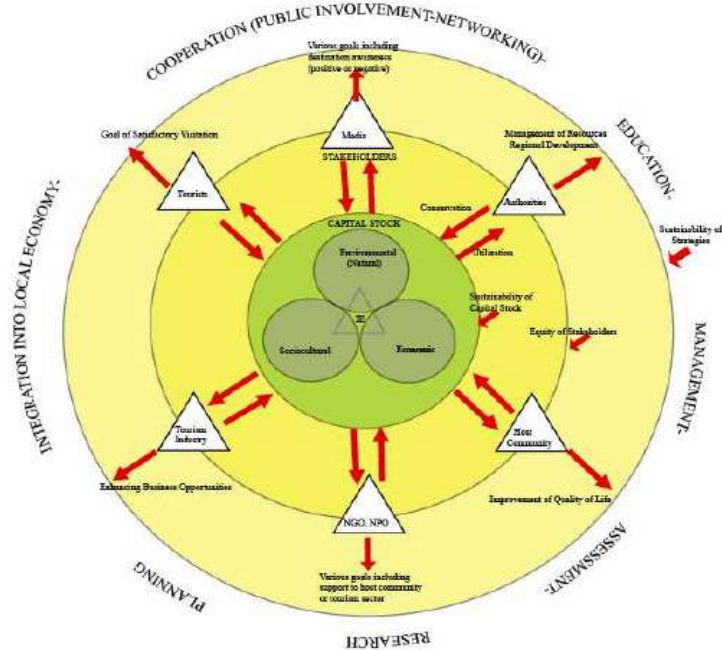 COOPERATION (PUBLIC INVOLVEMENT-NETWORKING)-
EDUCATION-
MANAGEMENT-
ASSESSMENT-
RESEARCH
PLANNING
INTEGRATION INTO LOCAL ECONOMY-
Various goals including
destination awareness
(positive or negative)
Media
STAKEHOLDERS
Goal of Satisfactory Visitation
Tourists
Management of Resources
Regional Development
Authorities
Conservation
Utilization
Sustainability of
Strategies
CAPITAL STOCK
Environmental
(Natural)
Sociocultural
Economic
Sustainability of
Capital Stock
Equity of Stakeholders
Tourism
Industry
Enhancing Business Opportunities
Host
Community
Improvement of Quality of Life
NGO, NPO
Various goals including
support to host community
or tourism sector